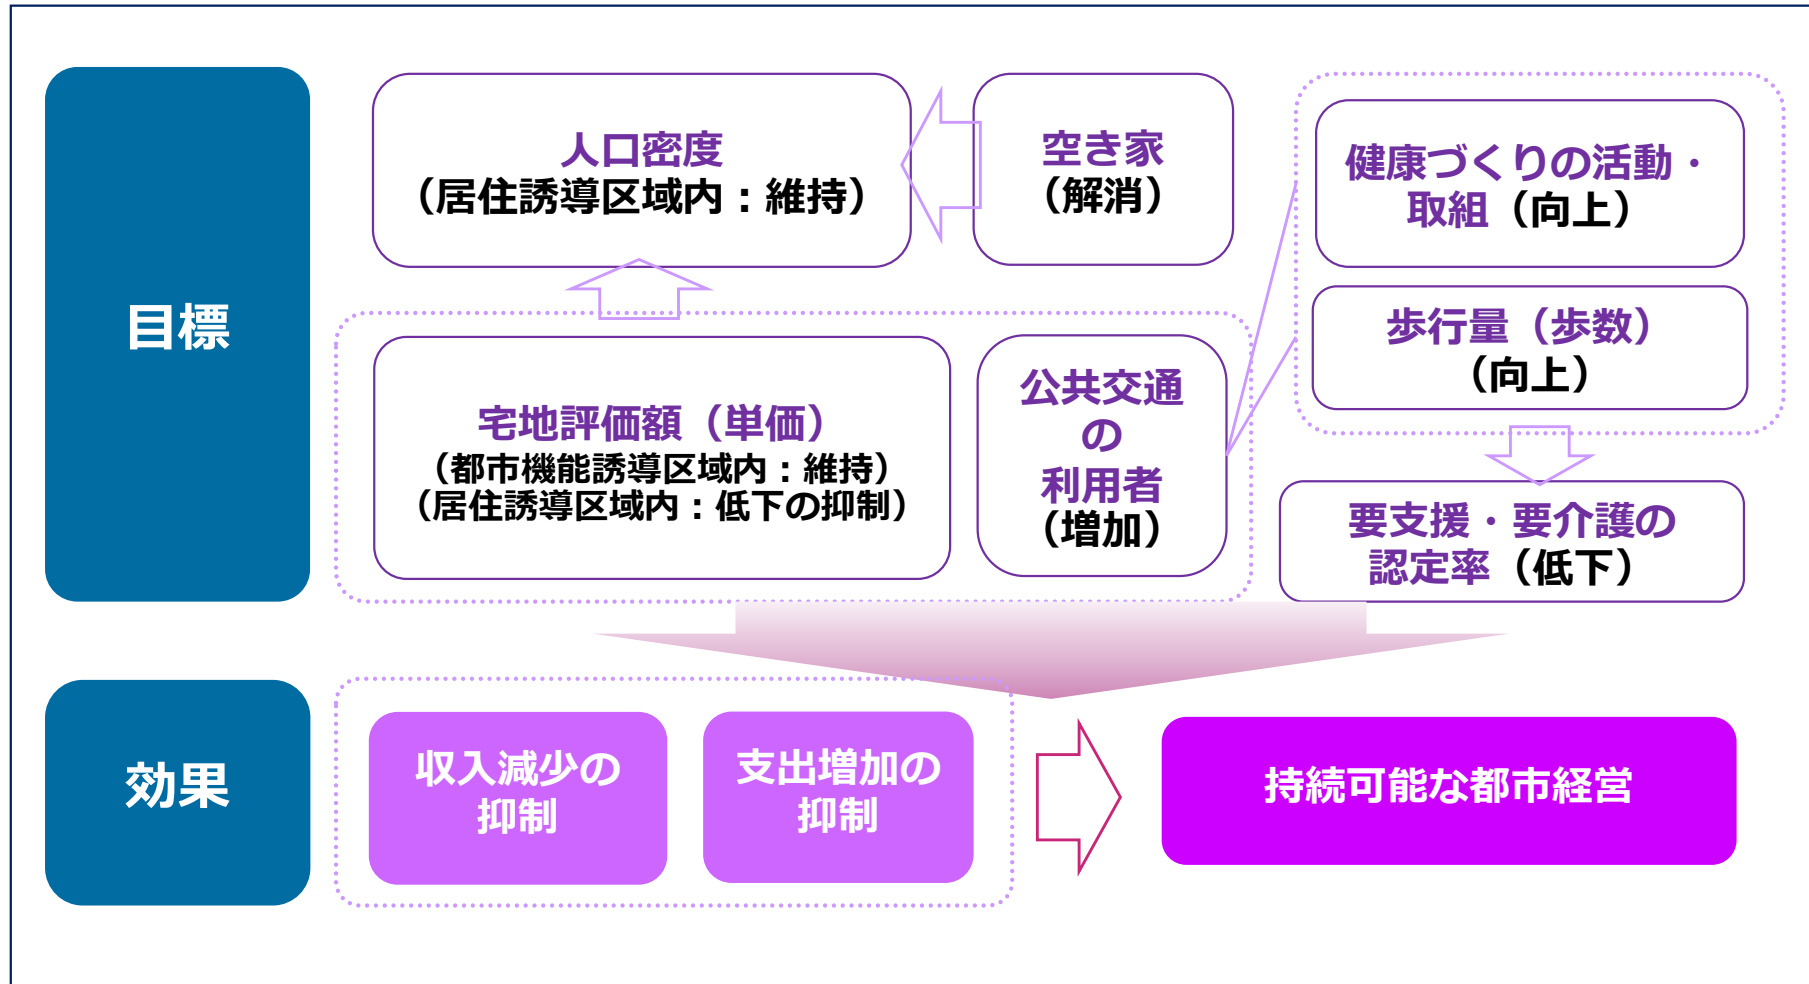 目標
人口密度
（居住誘導区域内：維持）
空き家
（解消）
健康づくりの活動・
取組（向上）
歩行量（歩数）
（向上）
宅地評価額（単価）
（都市機能誘導区域内：維持）
（居住誘導区域内：低下の抑制）
公共交通
の
利用者
（増加）
要支援・要介護の
認定率（低下）
効果
収入減少の
抑制
支出増加の
抑制
持続可能な都市経営